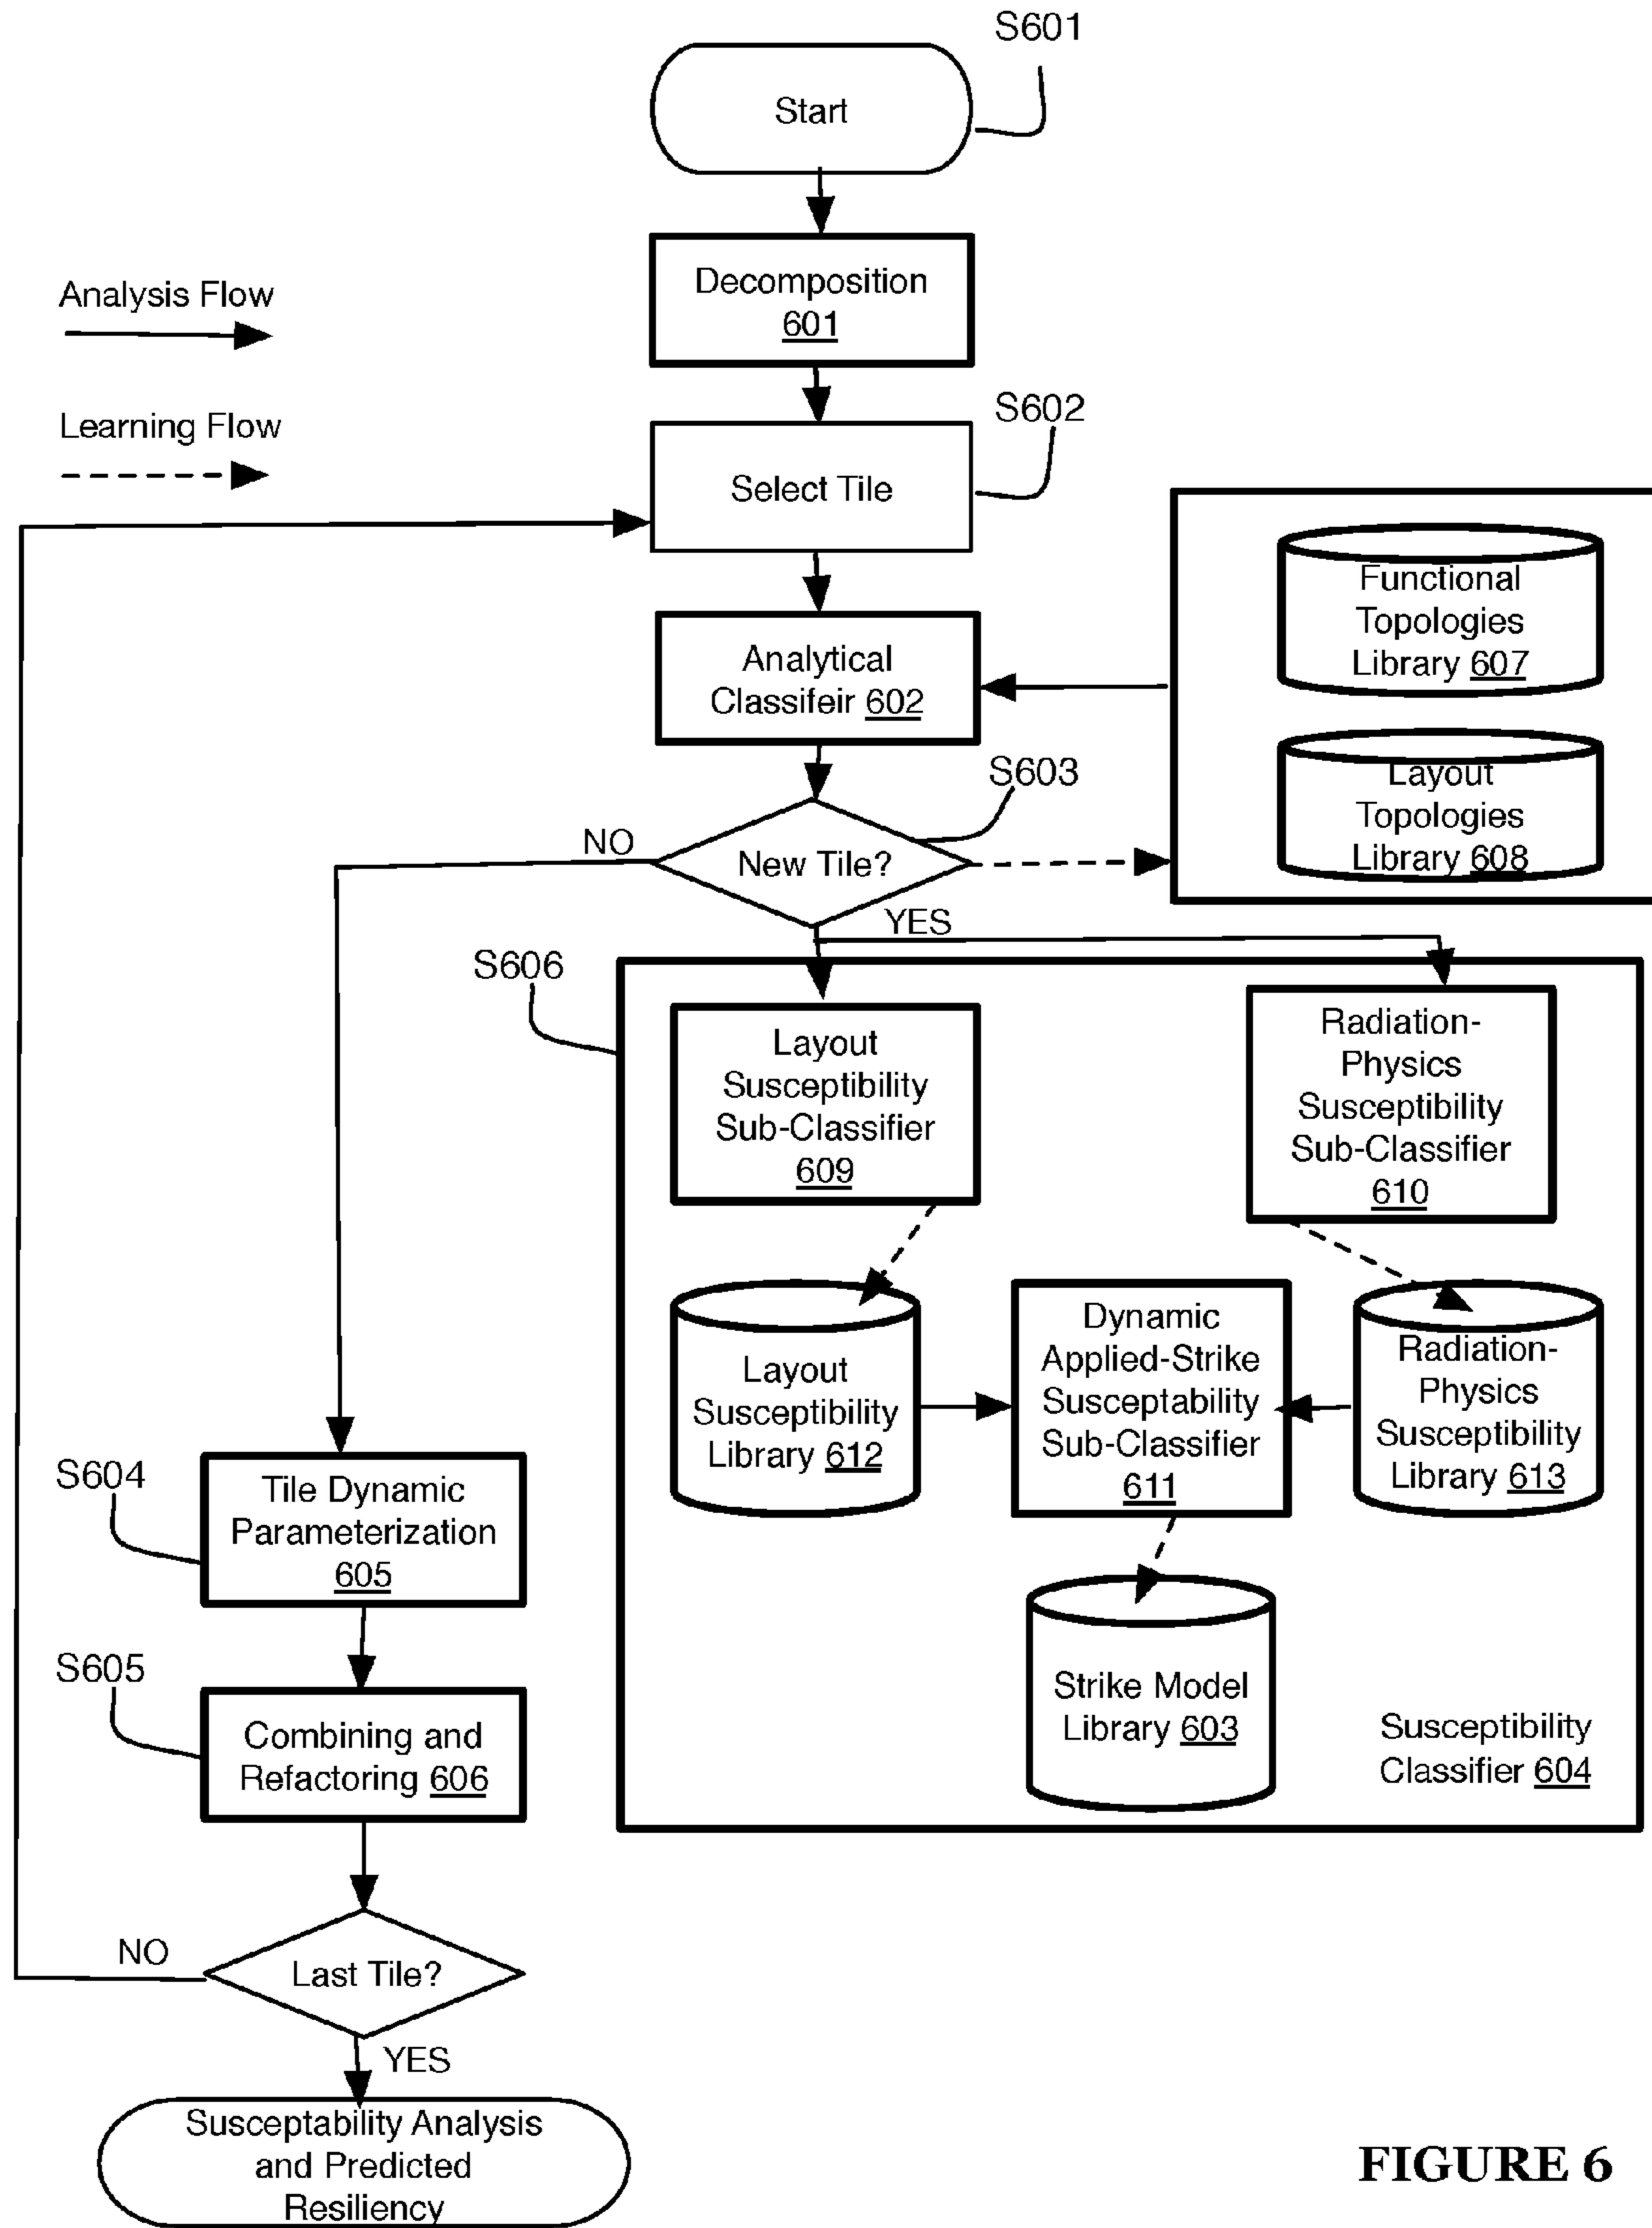 S601
Start
Decomposition
601
Analysis Flow
Learning Flow
S602
Select Tile
Functional
Topologies
Library 607
Analytical
Classifeir 602
Layout
Topologies
Library 608
S603
NO
New Tile?
YES
S606
Layout
Susceptibility
Sub-Classifier
609
Radiation-
Physics
Susceptibility
Sub-Classifier
610
Layout
Susceptibility
Library 612
Dynamic
Applied-Strike
Susceptability
Sub-Classifier
611
Radiation-
Physics
Susceptibility
Library 613
S604
Tile Dynamic
Parameterization
605
S605
Combining and
Refactoring 606
Strike Model
Library 603
Susceptibility
Classifier 604
NO
Last Tile?
YES
Susceptability Analysis
and Predicted
Resiliency
FIGURE 6